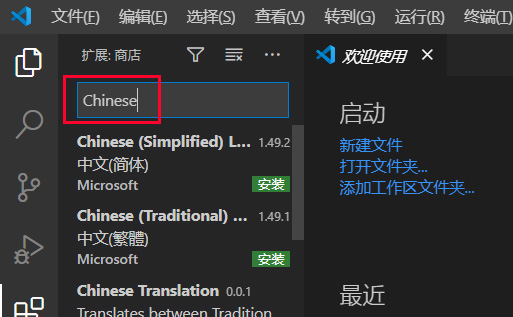 文件(F) 编辑(E) 选择(S) 查看(V) 转到(G) 运行(R) 终端(T)
扩展: 商店
欢迎使用
Chinese
Chinese (Simplified) L... 1.49.2
中文(简体)
Microsoft 安装
Chinese (Traditional) ... 1.49.1
中文(繁體)
Microsoft 安装
Chinese Translation 0.0.1
Translates between Tradition
启动
新建文件
打开文件夹...
添加工作区文件夹...
最近